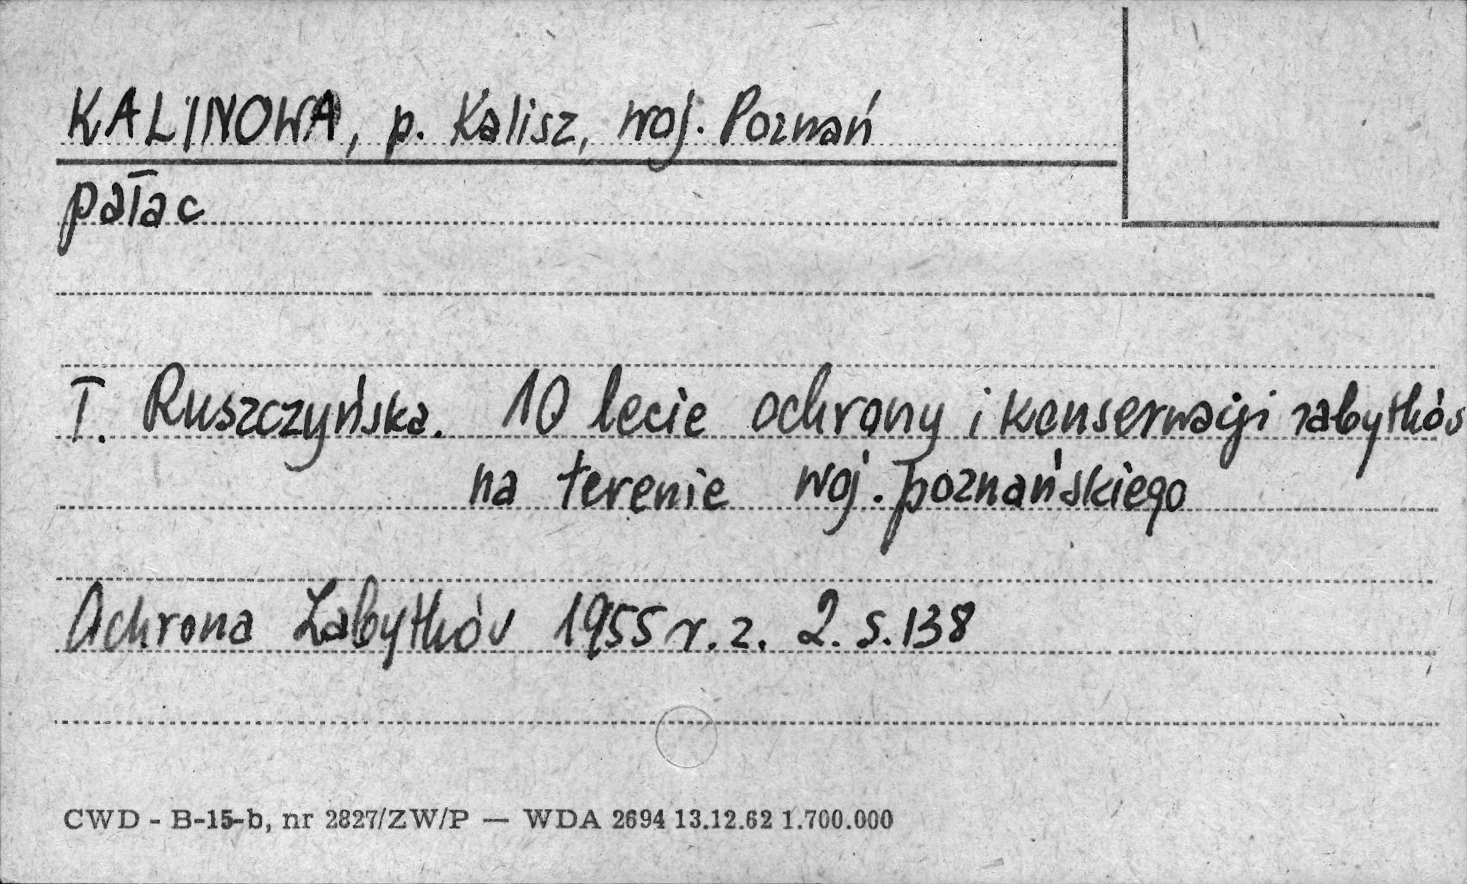 KALINOWA, p. Kalisz, woj. Poznań
pałac
T. Ruszczyńska. 10 lecie ochrony i konserwacji zabytków
na terenie woj. poznańskiego
Ochrona Zabytków 1955 r. z. 2. s. 138
CWD - B-15-b, nr 2827/ZW/P — WDA 2694 13.12.62 1.700.000